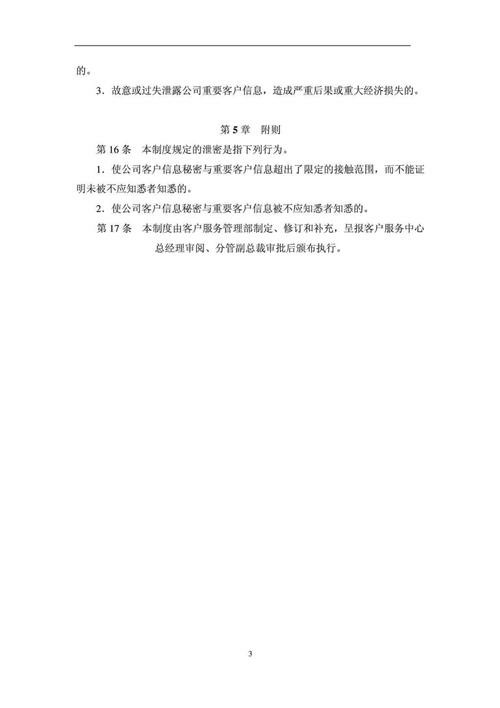 的。
3．故意或过失泄露公司重要客户信息，造成严重后果或重大经济损失的。
第 5 章　附则
第 16 条　本制度规定的泄密是指下列行为。
1．使公司客户信息秘密与重要客户信息超出了限定的接触范围，而不能证
明未被不应知悉者知悉的。
2．使公司客户信息秘密与重要客户信息被不应知悉者知悉的。
第 17 条　本制度由客户服务管理部制定、修订和补充，呈报客户服务中心
总经理审阅、分管副总裁审批后颁布执行。
3